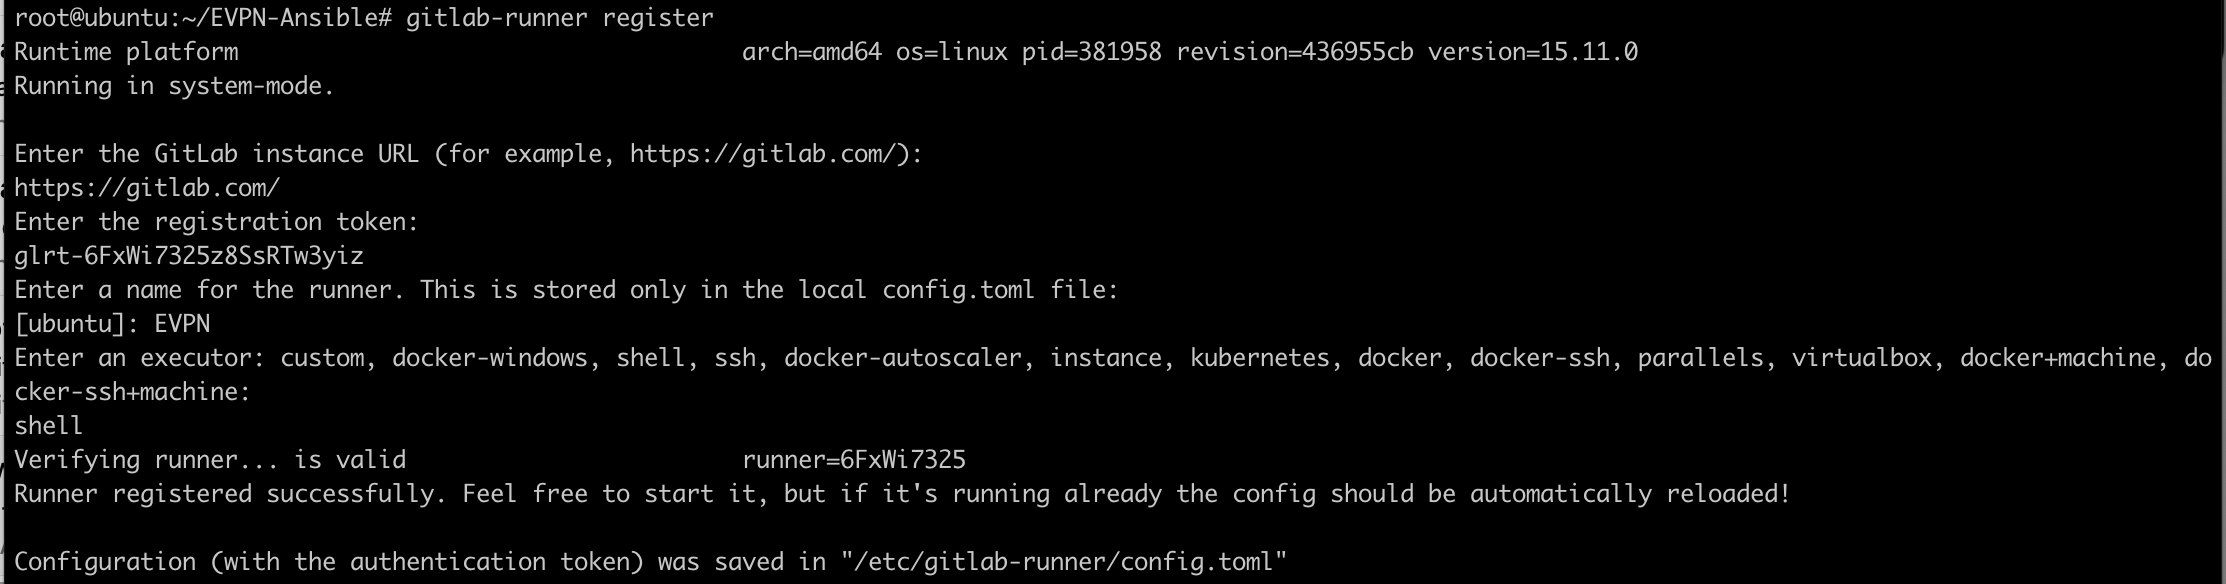 root@ubuntu:~/EVPN-Ansible# gitlab-runner register
Runtime platform                                    arch=amd64 os=linux pid=381958 revision=436955cb version=15.11.0
Running in system-mode.

Enter the GitLab instance URL (for example, https://gitlab.com/):
https://gitlab.com/
Enter the registration token:
glrt-6FxWi7325z8SsRTw3yiz
Enter a name for the runner. This is stored only in the local config.toml file:
[ubuntu]: EVPN
Enter an executor: custom, docker-windows, shell, ssh, docker-autoscaler, instance, kubernetes, docker, docker-ssh, parallels, virtualbox, docker+machine, do
cker-ssh+machine:
shell
Verifying runner... is valid                        runner=6FxWi7325
Runner registered successfully. Feel free to start it, but if it's running already the config should be automatically reloaded!

Configuration (with the authentication token) was saved in "/etc/gitlab-runner/config.toml"